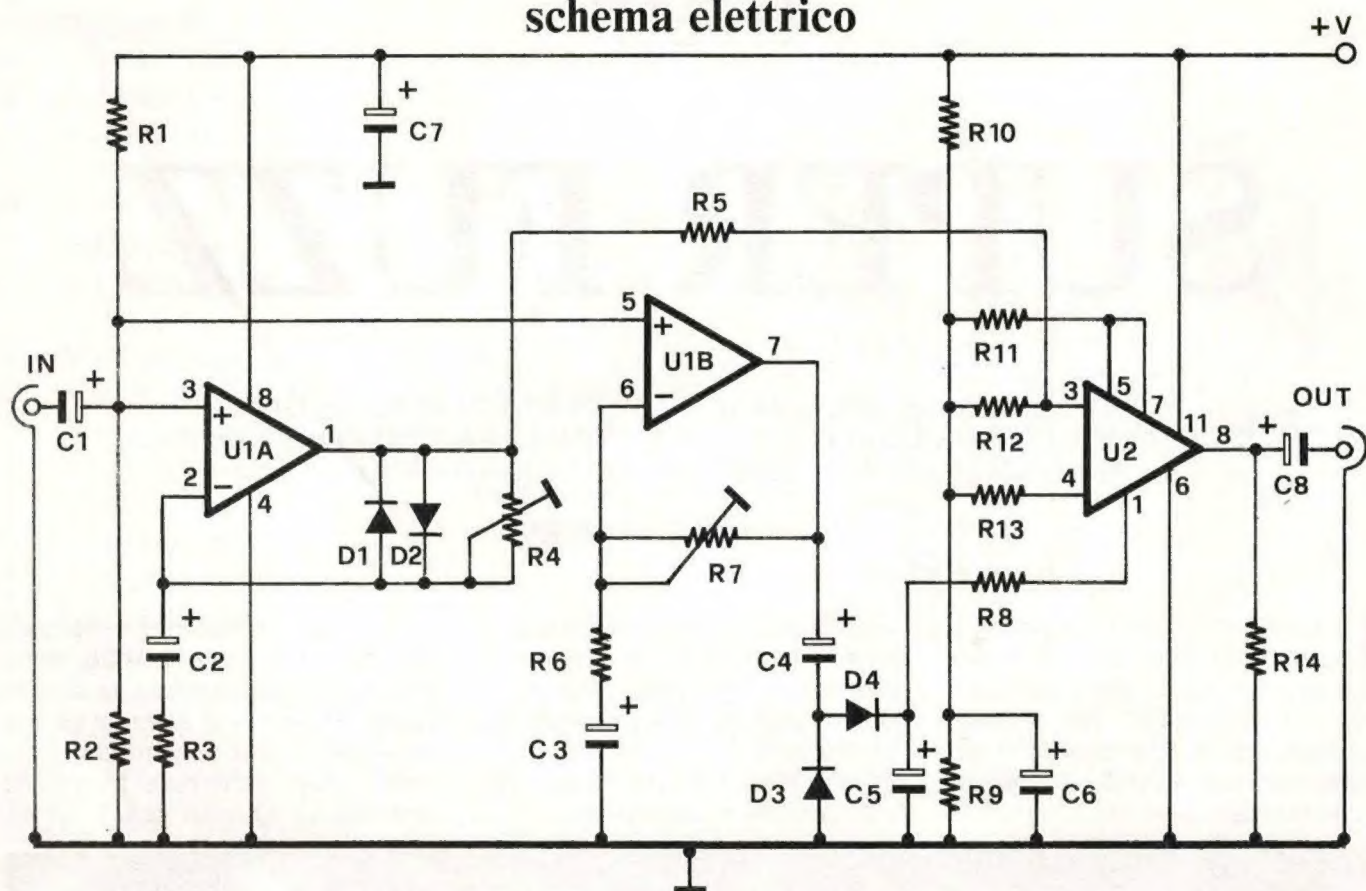 schema elettrico
+V
R1
+
C7
R10
R5
5
+
U1B
7
6
−
R11
IN
+
C1
3
+
8
U1A
1
2
−
4
R12
3
5
7
11
U2
8
4
1
6
+
C8
OUT
R13
D1
D2
R4
R7
R8
+
C2
R6
+
C4
R14
D4
R2
R3
+
C3
D3
+
C5
R9
+
C6